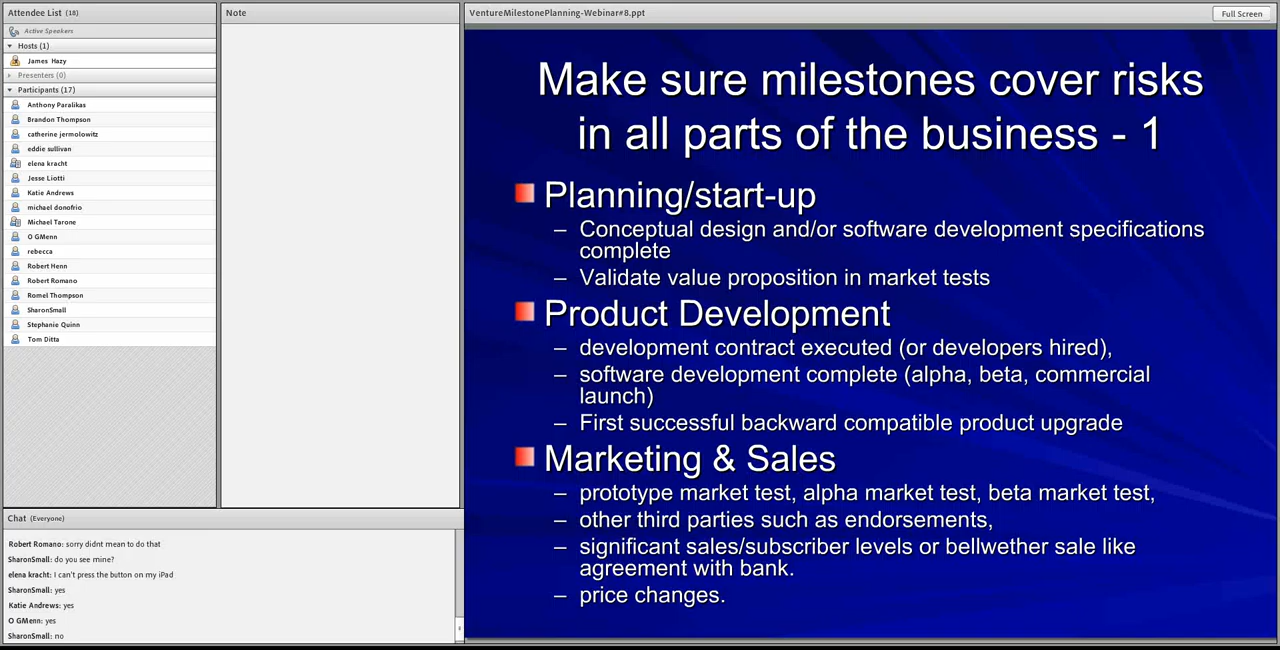 Attendee List (18)
Active Speakers
Hosts (1)
James Hazy
Presenters (0)
Participants (17)
Anthony Paralikas
Brandon Thompson
catherine jermolowitz
eddie sullivan
elena kracht
Jesse Liotti
Katie Andrews
michael donofrio
Michael Tarone
O GMenn
rebecca
Robert Henn
Robert Romano
Romel Thompson
SharonSmall
Stephanie Quinn
Tom Ditta
Chat (Everyone)
Robert Romano: sorry didnt mean to do that
SharonSmall: do you see mine?
elena kracht: I can't press the button on my iPad
SharonSmall: yes
Katie Andrews: yes
O GMenn: yes
SharonSmall: no
Note
VentureMilestonePlanning-Webinar#8.ppt
Full Screen
Make sure milestones cover risks
in all parts of the business - 1
Planning/start-up
– Conceptual design and/or software development specifications
complete
– Validate value proposition in market tests
Product Development
– development contract executed (or developers hired),
– software development complete (alpha, beta, commercial
launch)
– First successful backward compatible product upgrade
Marketing & Sales
– prototype market test, alpha market test, beta market test,
– other third parties such as endorsements,
– significant sales/subscriber levels or bellwether sale like
agreement with bank.
– price changes.